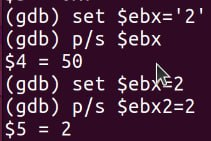 (gdb) set $ebx='2'
(gdb) p/s $ebx
$4 = 50
(gdb) set $ebx=2
(gdb) p/s $ebx2=2
$5 = 2